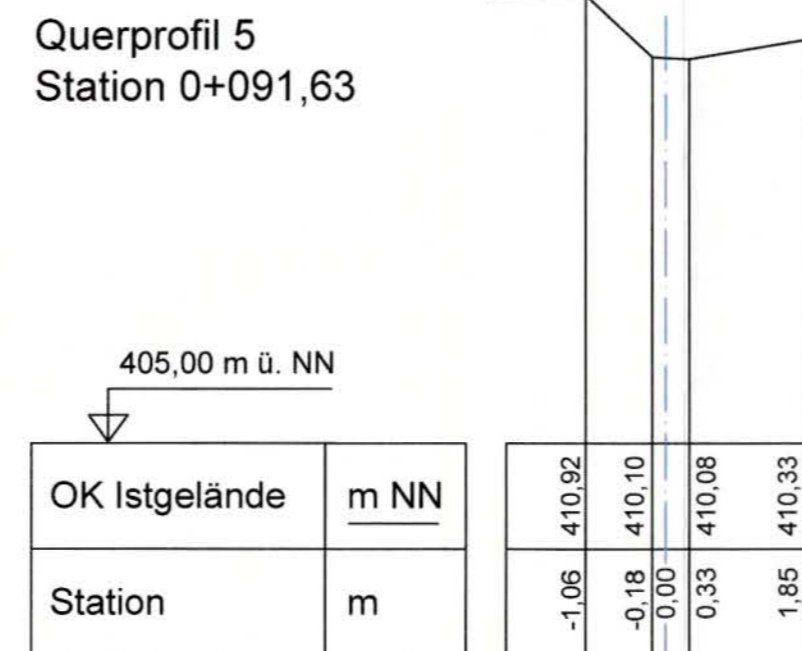 Querprofil 5
Station 0+091,63
405,00 m ü. NN
OK Istgelände m NN 410,92 410,10 410,08 410,33
Station m -1,06 -0,18 0,00 0,33 1,85